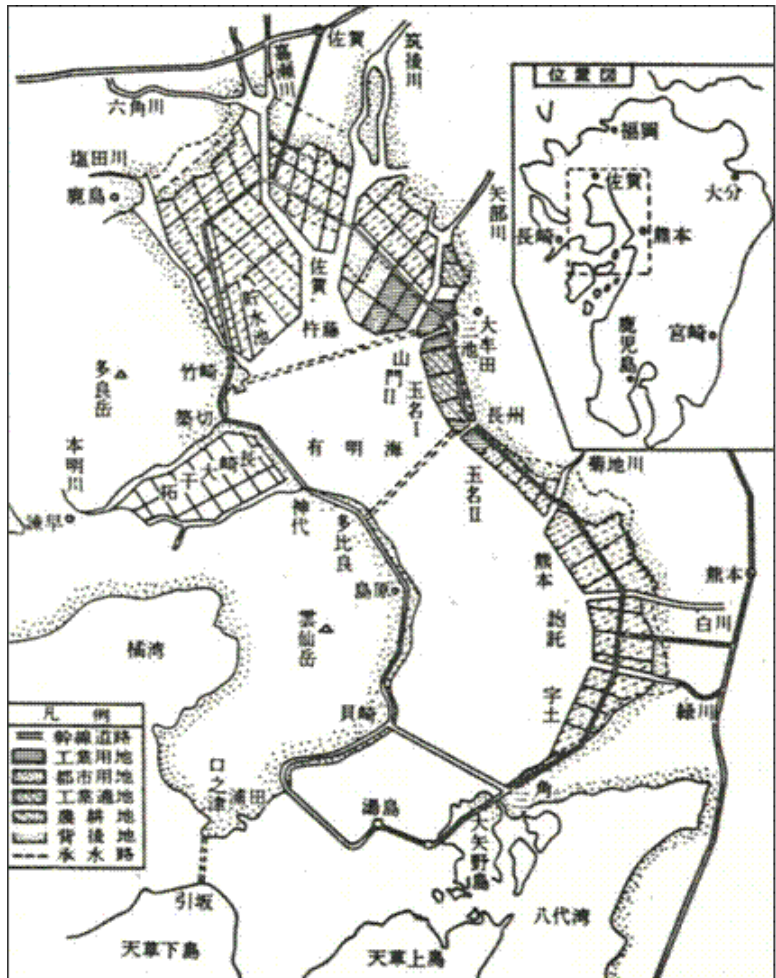 佐賀
嘉瀬川
筑後川
六角川
塩田川
鹿島
矢部川
佐賀
杵藤
貯水池
大牟田
三池
山門II
玉名I
竹崎
多良岳
築切
長州
有明海
本明川
長崎大干拓
玉名II
菊地川
諫早
神代
多比良
熊本
熊本
島原
飽託
白川
雲仙岳
橘湾
宇土
緑川
貝崎
口之津
浦田
三角
湯島
大矢野島
引坂
八代湾
天草下島
天草上島
位置図
福岡
佐賀
大分
長崎
熊本
宮崎
鹿児島
凡例
幹線道路
工業用地
都市用地
工業適地
農耕地
背後地
承水路